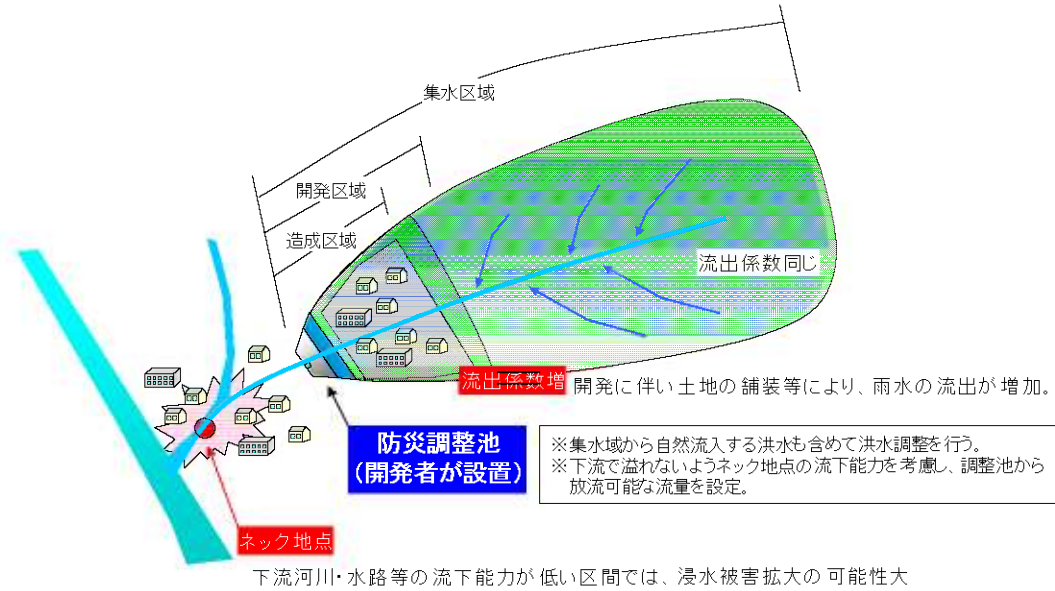 集水区域
開発区域
造成区域
流出係数同じ
流出係数増
開発に伴い土地の舗装等により、雨水の流出が増加。
防災調整池
(開発者が設置)
※集水域から自然流入する洪水も含めて洪水調整を行う。
※下流で溢れないようネック地点の流下能力を考慮し、調整池から
放流可能な流量を設定。
ネック地点
下流河川・水路等の流下能力が低い区間では、浸水被害拡大の可能性大